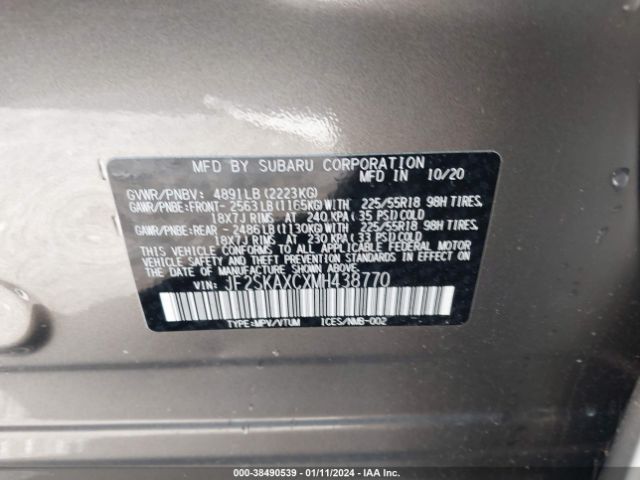 MFD BY SUBARU CORPORATION
MFD IN 10/20
GVWR/PNBV: 4891LB(2223KG)
GAWR/PNBE:FRONT- 2563LB(1165KG)WITH 225/55R18 98H TIRES,
18X7J RIMS, AT 240 KPA(35 PSI)COLD
GAWR/PNBE:REAR - 2486LB(1130KG)WITH 225/55R18 98H TIRES,
18X7J RIMS, AT 230 KPA(33 PSI)COLD
THIS VEHICLE CONFORMS TO ALL APPLICABLE FEDERAL MOTOR
VEHICLE SAFETY, BUMPER, AND THEFT PREVENTION STANDARDS
IN EFFECT ON THE DATE OF MANUFACTURE SHOWN ABOVE.
VIN: JF2SKAXCXMH438770
TYPE:MPV/VTUM ICES/NMB-002
000-38490539 - 01/11/2024 - IAA Inc.